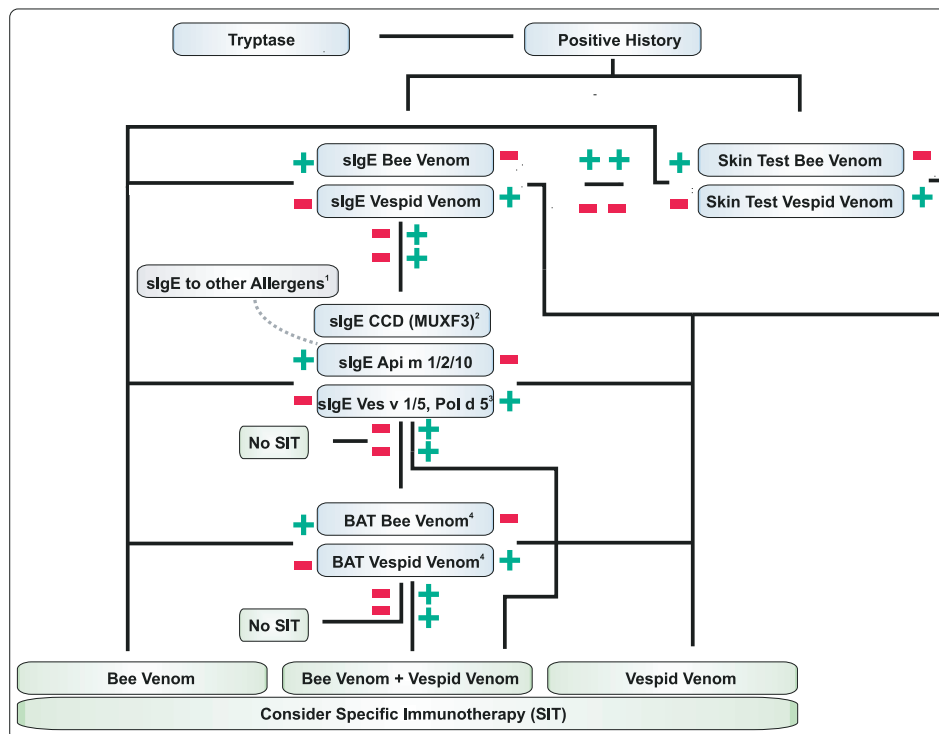 Tryptase
Positive History
sIgE Bee Venom
Skin Test Bee Venom
sIgE Vespid Venom
Skin Test Vespid Venom
sIgE to other Allergens¹
sIgE CCD (MUXF3)²
sIgE Api m 1/2/10
sIgE Ves v 1/5, Pol d 5³
No SIT
BAT Bee Venom⁴
BAT Vespid Venom⁴
No SIT
Bee Venom
Bee Venom + Vespid Venom
Vespid Venom
Consider Specific Immunotherapy (SIT)